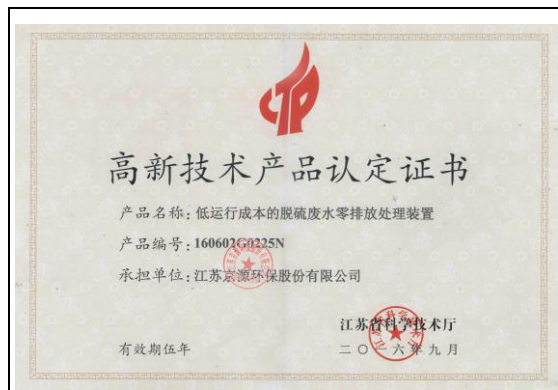 高新技术产品认定证书
产品名称：低运行成本的脱硫废水零排放处理装置
产品编号：160602G0225N
承担单位：江苏京源环保股份有限公司
江苏省科学技术厅
有效期伍年
二〇一六年九月